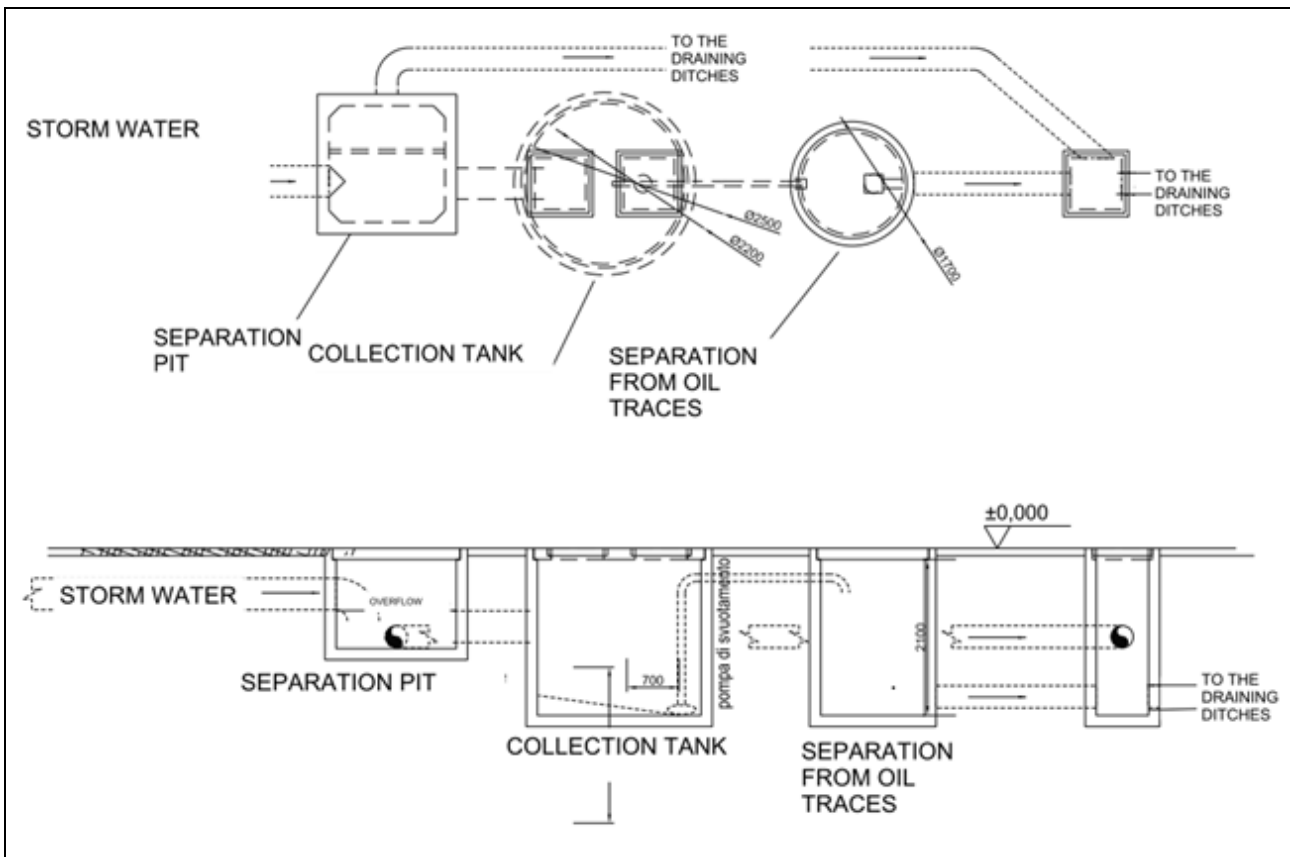 TO THE
DRAINING
DITCHES
STORM WATER
TO THE
DRAINING
DITCHES
Ø2500
Ø2200
Ø1700
SEPARATION
PIT
COLLECTION TANK
SEPARATION
FROM OIL
TRACES
±0,000
STORM WATER
OVERFLOW
pompa di svuotamento
2100
700
SEPARATION PIT
TO THE
DRAINING
DITCHES
COLLECTION TANK
SEPARATION
FROM OIL
TRACES